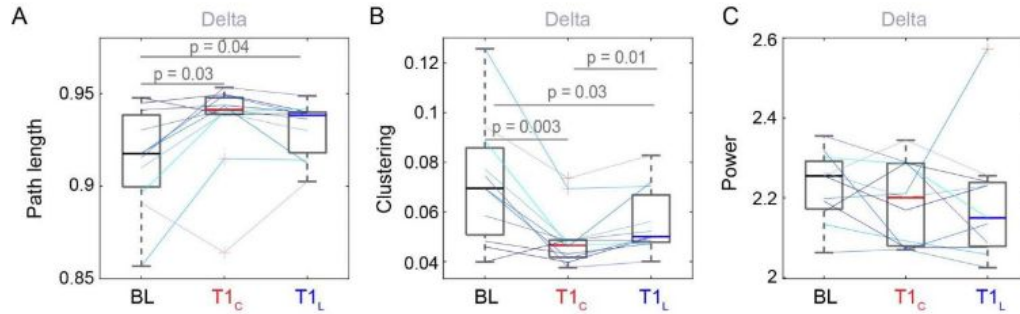 A
Delta
Path length
0.95
0.9
0.85
p = 0.04
p = 0.03
BL
T1C
T1L
B
Delta
Clustering
0.12
0.1
0.08
0.06
0.04
p = 0.01
p = 0.03
p = 0.003
BL
T1C
T1L
C
Delta
Power
2.6
2.4
2.2
2
BL
T1C
T1L